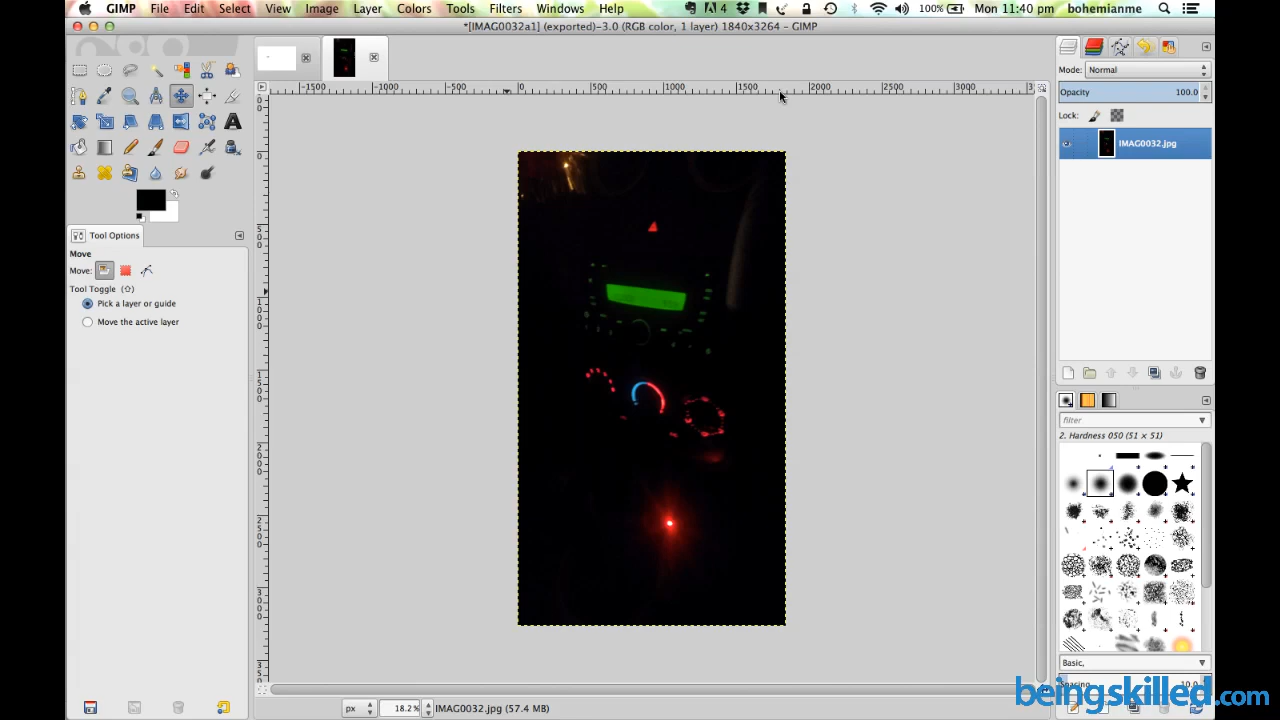 GIMP File Edit Select View Image Layer Colors Tools Filters Windows Help 4 100% Mon 11:40 pm bohemianme
*[IMAG0032a1] (exported)-3.0 (RGB color, 1 layer) 1840x3264 – GIMP
-1500 -1000 -500 0 500 1000 1500 2000 2500 3000
Mode: Normal
Opacity 100.0
Lock:
IMAG0032.jpg
Tool Options
Move
Move:
Tool Toggle (⇧)
Pick a layer or guide
Move the active layer
filter
2. Hardness 050 (51 × 51)
Basic,
Spacing 10.0
px 18.2% IMAG0032.jpg (57.4 MB)
beingskilled.com